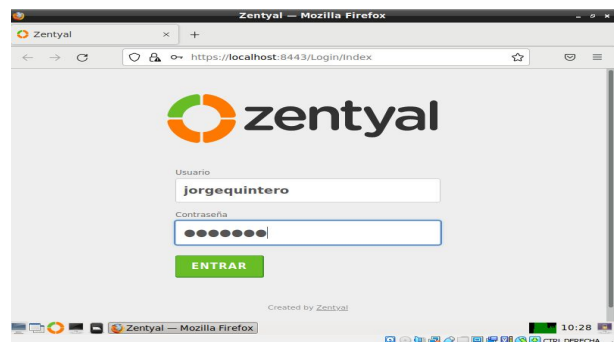 Zentyal — Mozilla Firefox
Zentyal
https://localhost:8443/Login/Index
zentyal
Usuario
jorgequintero
Contraseña
ENTRAR
Created by Zentyal
Zentyal — Mozilla Firefox
10:28
CTRL DERECHA